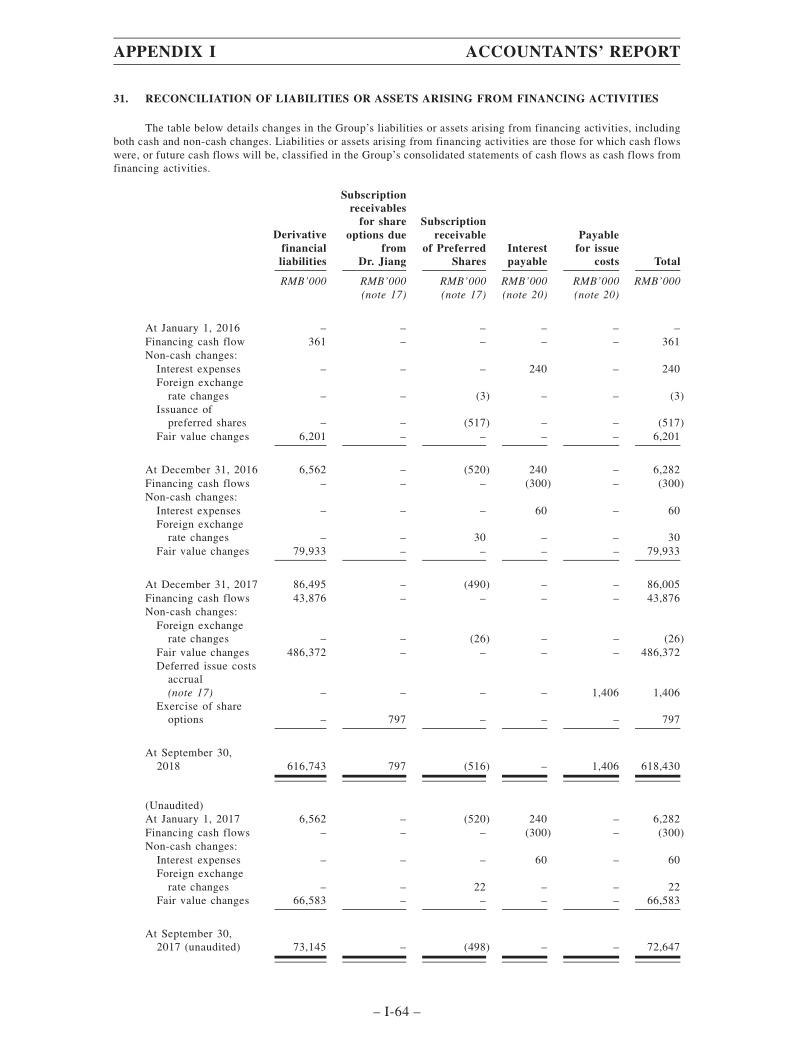 APPENDIX I ACCOUNTANTS’ REPORT
31. RECONCILIATION OF LIABILITIES OR ASSETS ARISING FROM FINANCING ACTIVITIES
The table below details changes in the Group’s liabilities or assets arising from financing activities, including
both cash and non-cash changes. Liabilities or assets arising from financing activities are those for which cash flows
were, or future cash flows will be, classified in the Group’s consolidated statements of cash flows as cash flows from
financing activities.
Subscription
receivables
for share Subscription
Derivative options due receivable Payable
financial from of Preferred Interest for issue
liabilities Dr. Jiang Shares payable costs Total
RMB’000 RMB’000 RMB’000 RMB’000 RMB’000 RMB’000
(note 17) (note 17) (note 20) (note 20)
At January 1, 2016 – – – – – –
Financing cash flow 361 – – – – 361
Non-cash changes:
Interest expenses – – – 240 – 240
Foreign exchange
rate changes – – (3) – – (3)
Issuance of
preferred shares – – (517) – – (517)
Fair value changes 6,201 – – – – 6,201
At December 31, 2016 6,562 – (520) 240 – 6,282
Financing cash flows – – – (300) – (300)
Non-cash changes:
Interest expenses – – – 60 – 60
Foreign exchange
rate changes – – 30 – – 30
Fair value changes 79,933 – – – – 79,933
At December 31, 2017 86,495 – (490) – – 86,005
Financing cash flows 43,876 – – – – 43,876
Non-cash changes:
Foreign exchange
rate changes – – (26) – – (26)
Fair value changes 486,372 – – – – 486,372
Deferred issue costs
accrual
(note 17) – – – – 1,406 1,406
Exercise of share
options – 797 – – – 797
At September 30,
2018 616,743 797 (516) – 1,406 618,430
(Unaudited)
At January 1, 2017 6,562 – (520) 240 – 6,282
Financing cash flows – – – (300) – (300)
Non-cash changes:
Interest expenses – – – 60 – 60
Foreign exchange
rate changes – – 22 – – 22
Fair value changes 66,583 – – – – 66,583
At September 30,
2017 (unaudited) 73,145 – (498) – – 72,647
– I-64 –